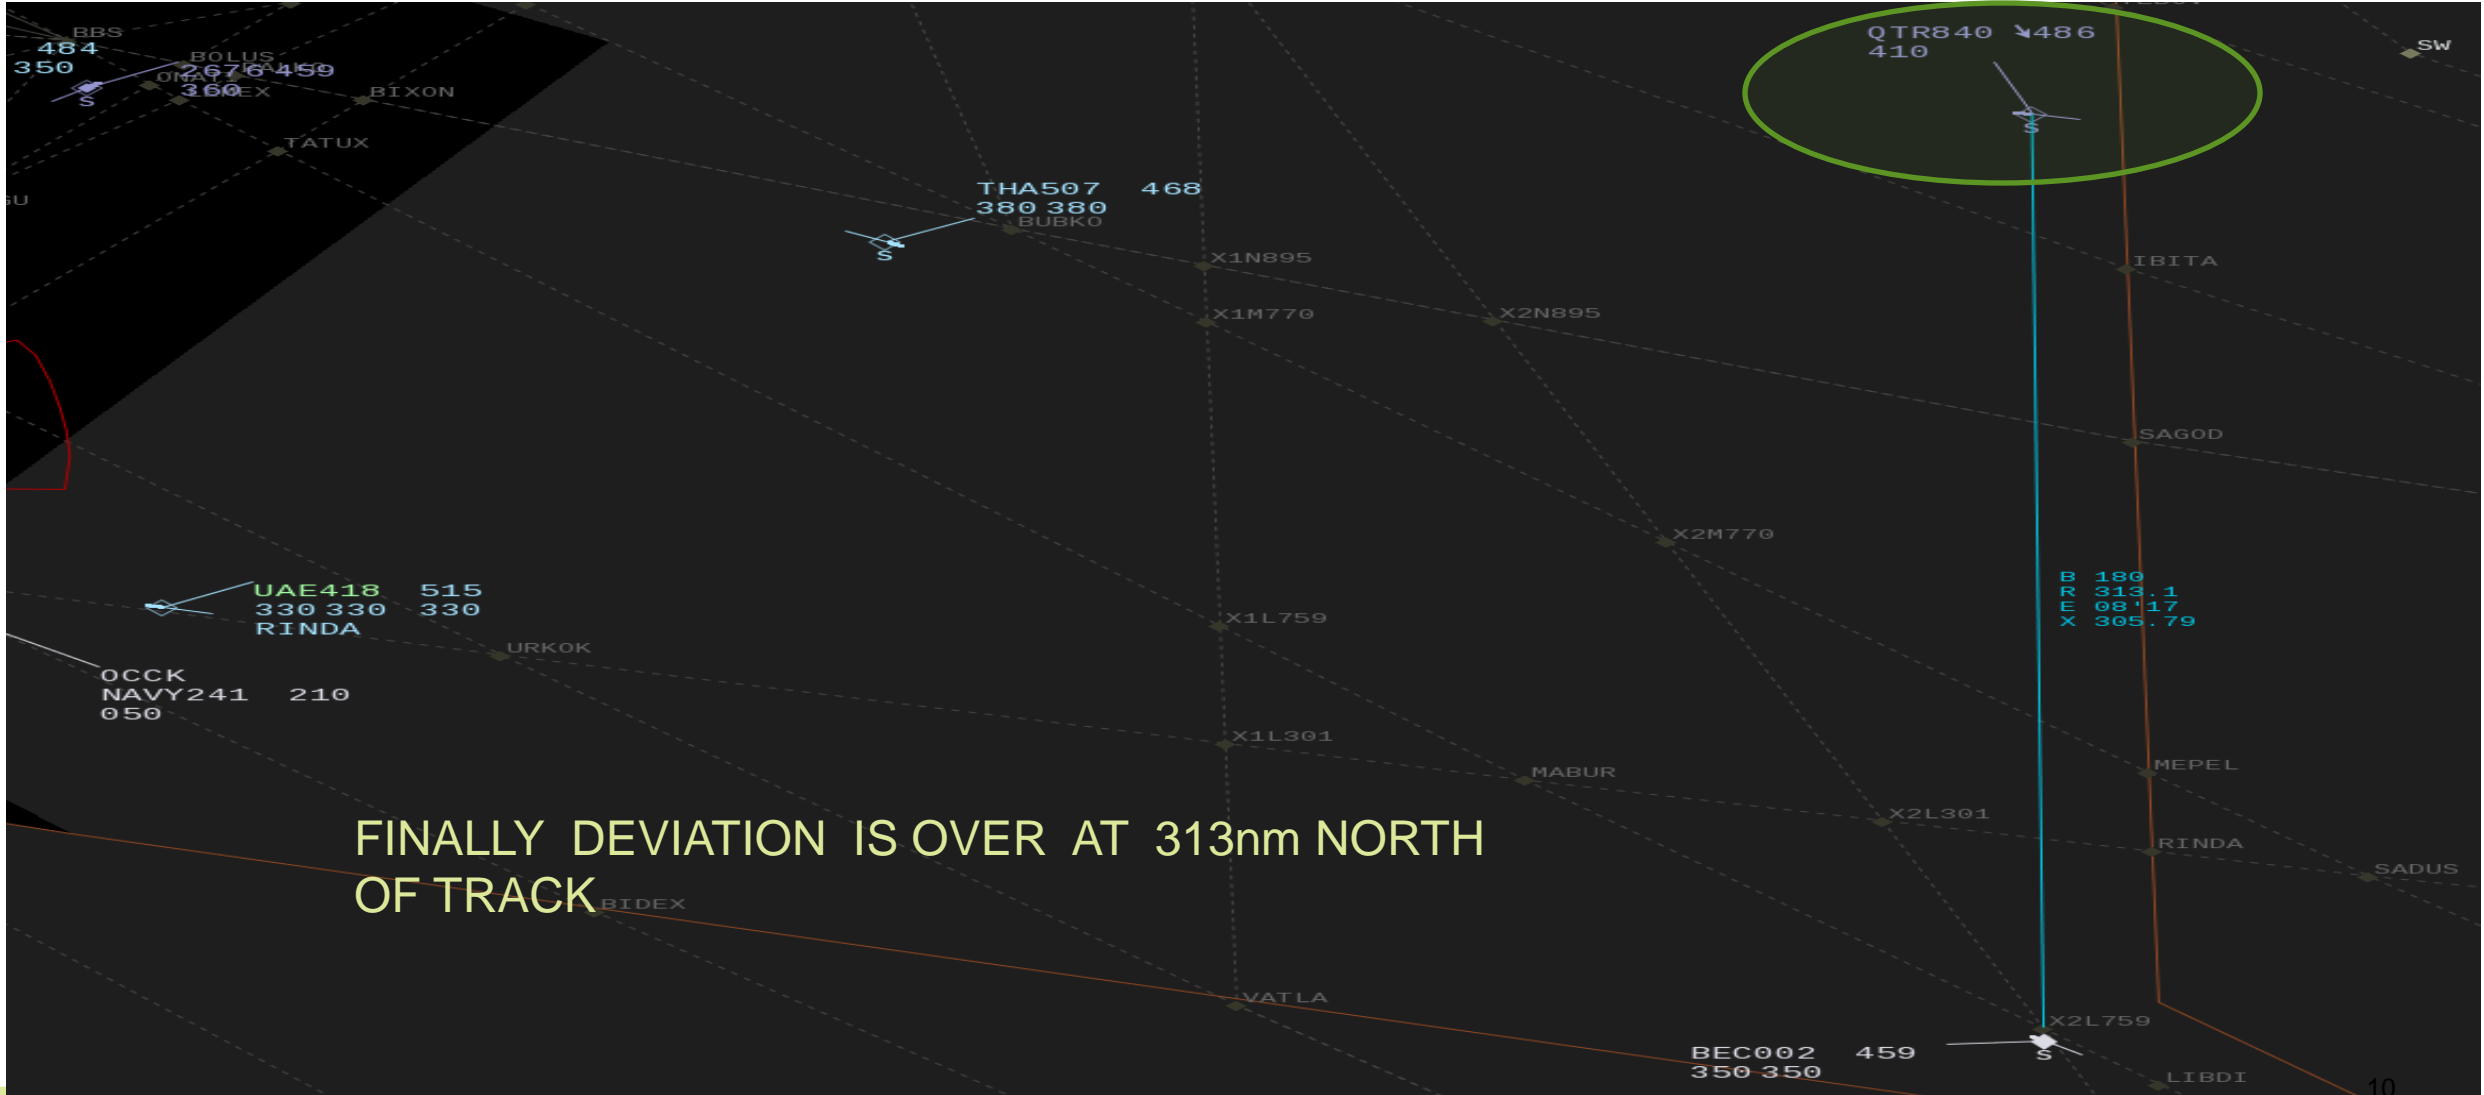 BBS
484
350
BOLUS
ONATI
2676 459
360
BIXON
TATUX
GU
QTR840 ↘486
410
S
SW
S
THA507 468
380 380
BUBKO
S
X1N895
IBITA
X1M770
X2N895
SAGOD
X2M770
B 180
R 313.1
E 08'17
X 305.79
UAE418 515
330 330 330
RINDA
X1L759
URKOK
OCCK
NAVY241 210
050
X1L301
MABUR
MEPEL
X2L301
RINDA
SADUS
FINALLY DEVIATION IS OVER AT 313nm NORTH
OF TRACK
BIDEX
VATLA
X2L759
BEC002 459
350 350
S
LIBDI
10